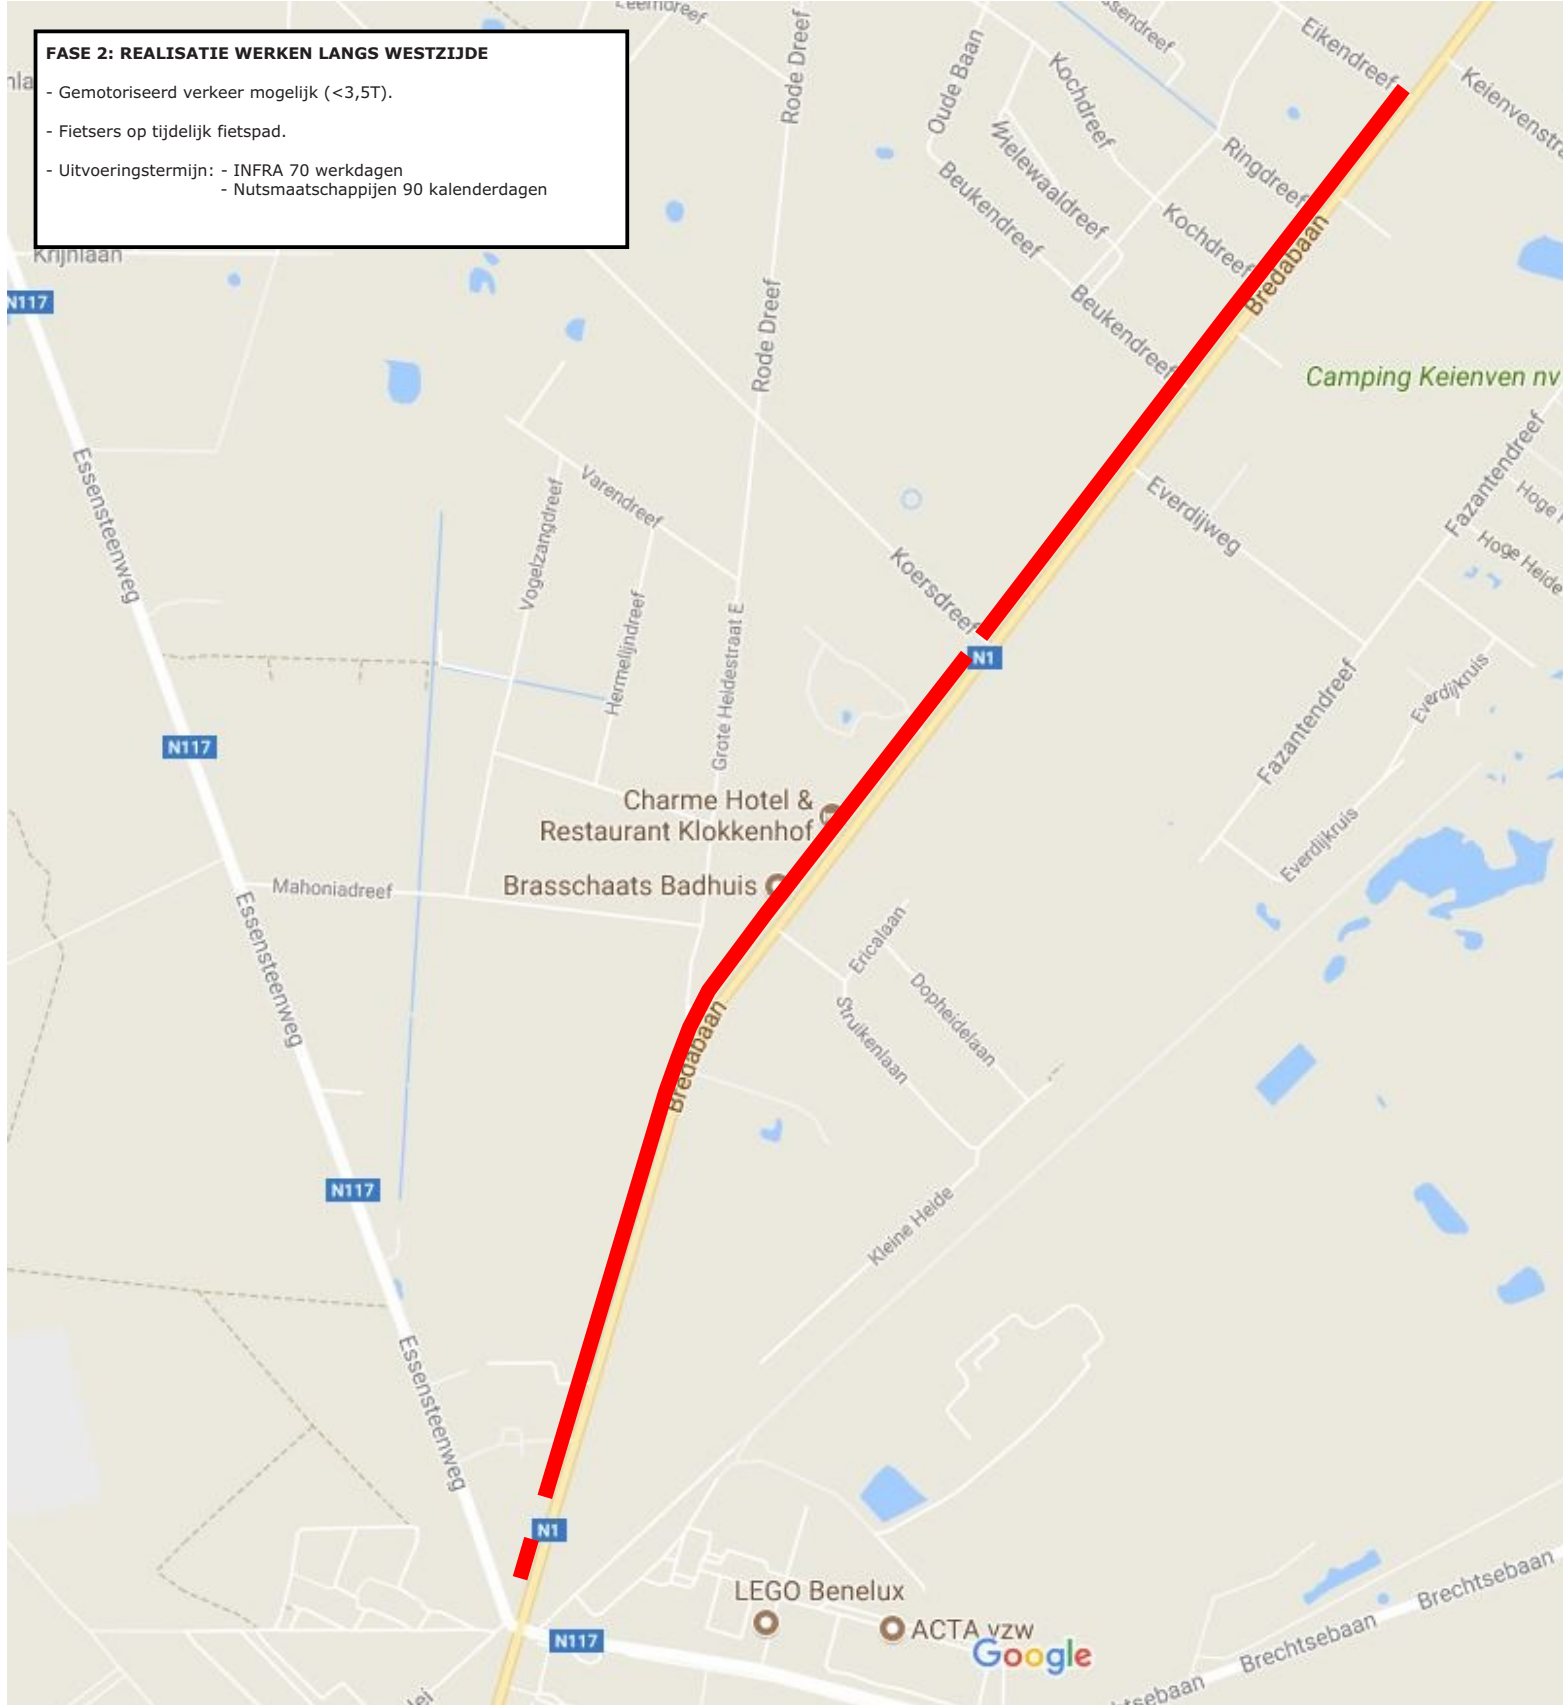 FASE 2: REALISATIE WERKEN LANGS WESTZIJDE
- Gemotoriseerd verkeer mogelijk (<3,5T).
- Fietsers op tijdelijk fietspad.
- Uitvoeringstermijn: - INFRA 70 werkdagen
- Nutsmaatschappijen 90 kalenderdagen
Rode Dreef
Oude Baan
Kochdreef
Eikendreef
Wielewaaldreef
Ringdreef
Beukendreef
Kochdreef
Bredabaan
Krijnlaan
N117
Rode Dreef
Beukendreef
Camping Keienven nv
Essensteenweg
Vogelzangdreef
Varendreef
Everdijweg
Fazantendreef
Hoge Heide
Koersdreef
Hermelijndreef
Grote Heidestraat E
N1
Fazantendreef
Everdijkruis
N117
Charme Hotel &
Restaurant Klokkenhof
Everdijkruis
Brasschaats Badhuis
Mahoniadreef
Essensteenweg
Ericalaan
Dopheidelaan
Struikenlaan
Bredabaan
N117
Kleine Heide
Essensteenweg
N1
LEGO Benelux
ACTA vzw
N117
Google
Brechtsebaan
Brechtsebaan